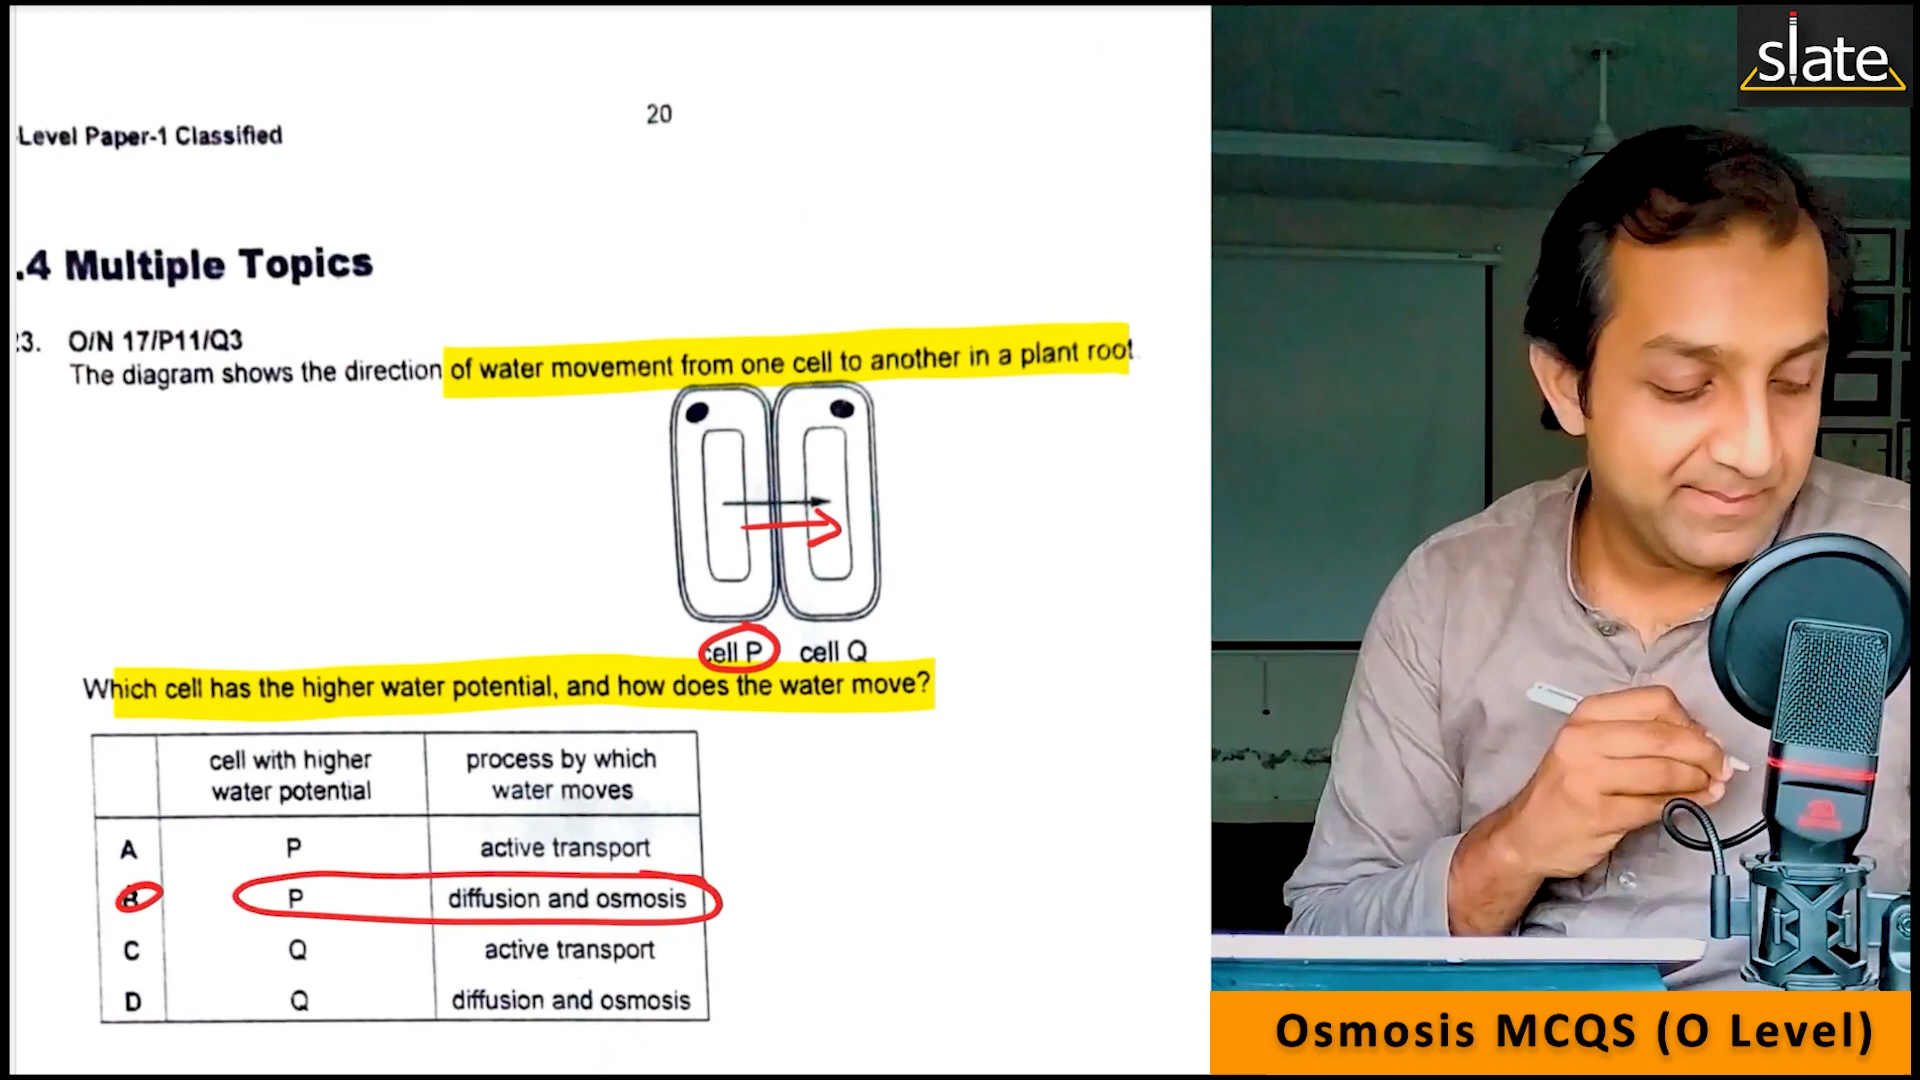 slate
20
-Level Paper-1 Classified
.4 Multiple Topics
3. O/N 17/P11/Q3
The diagram shows the direction of water movement from one cell to another in a plant root
cell P cell Q
Which cell has the higher water potential, and how does the water move?
cell with higher water potential process by which water moves
A P active transport
B P diffusion and osmosis
C Q active transport
D Q diffusion and osmosis
Osmosis MCQS (O Level)